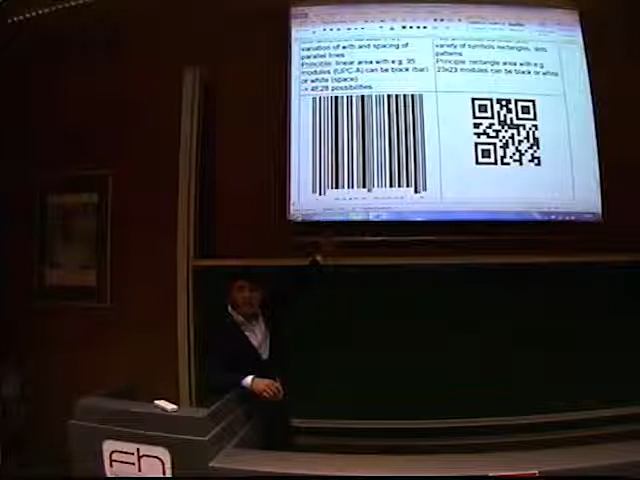 variation of with and spacing of
parallel lines
Principle: linear area with e.g. 95
modules (UPC-A) can be black (bar)
or white (space)
-> 4E28 possibilities
variety of symbols rectangles, dots
patterns
Principle: rectangle area with e.g.
23x23 modules can be black or white
Fh